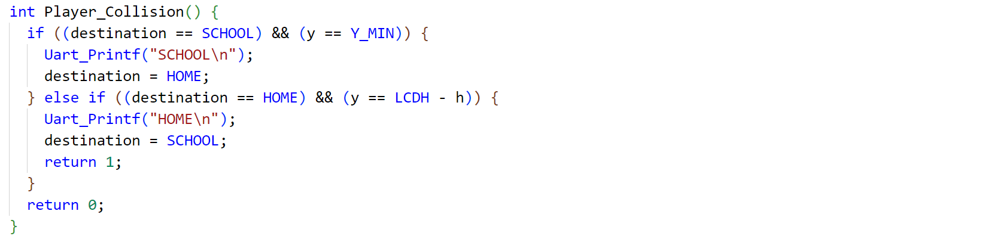 int Player_Collision() {
  if ((destination == SCHOOL) && (y == Y_MIN)) {
    Uart_Printf("SCHOOL\n");
    destination = HOME;
  } else if ((destination == HOME) && (y == LCDH - h)) {
    Uart_Printf("HOME\n");
    destination = SCHOOL;
    return 1;
  }
  return 0;
}